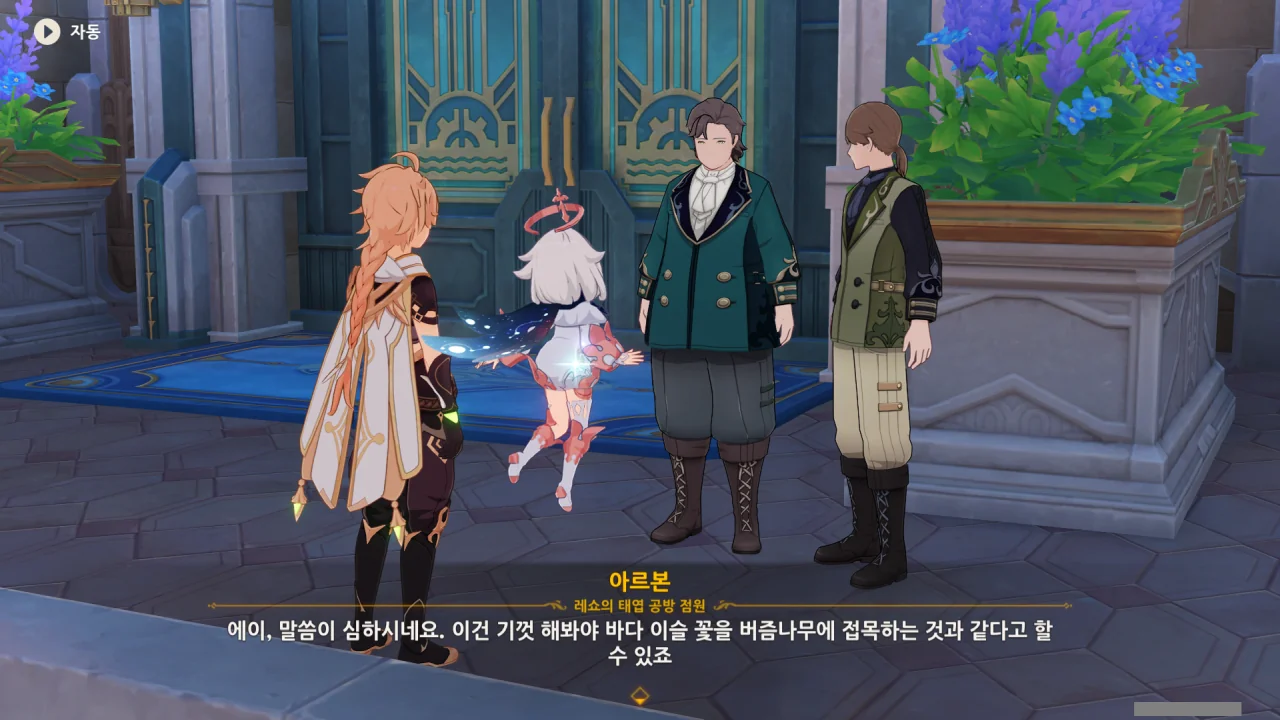 자동
아르본
레쇼의 태엽 공방 점원
에이, 말씀이 심하시네요. 이건 기껏 해봐야 바다 이슬 꽃을 버즘나무에 접목하는 것과 같다고 할
수 있죠